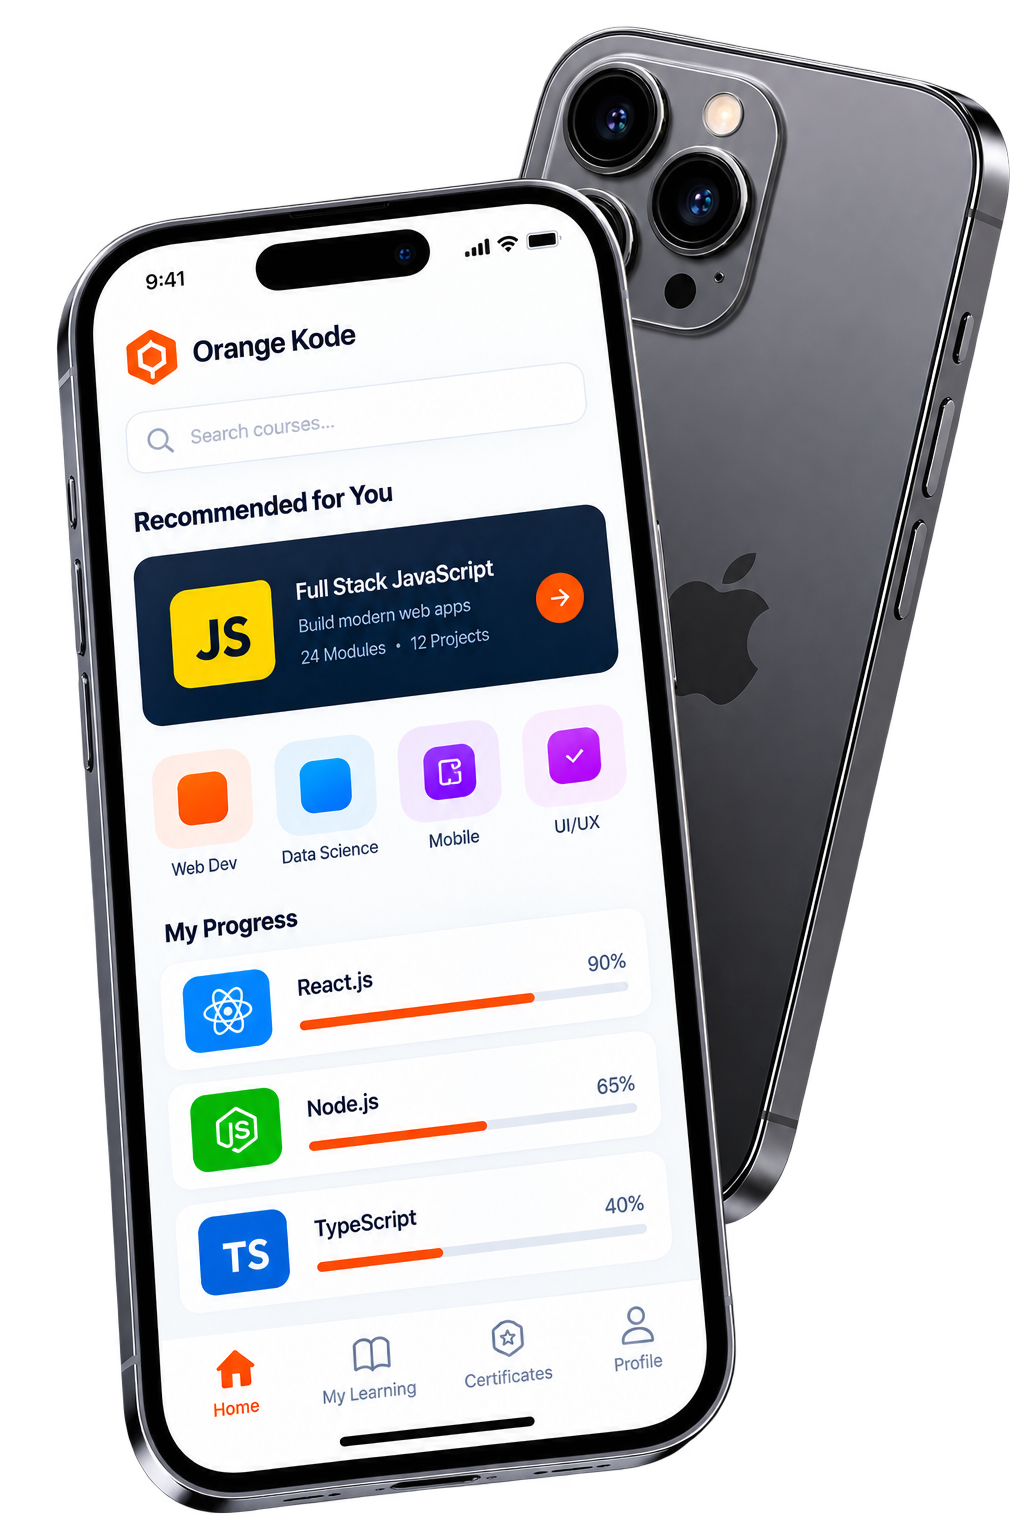 9:41
Orange Kode
Search courses...
Recommended for You
JS
Full Stack JavaScript
Build modern web apps
24 Modules • 12 Projects
Web Dev
Data Science
Mobile
UI/UX
My Progress
React.js
90%
JS
Node.js
65%
TS
TypeScript
40%
Home
My Learning
Certificates
Profile